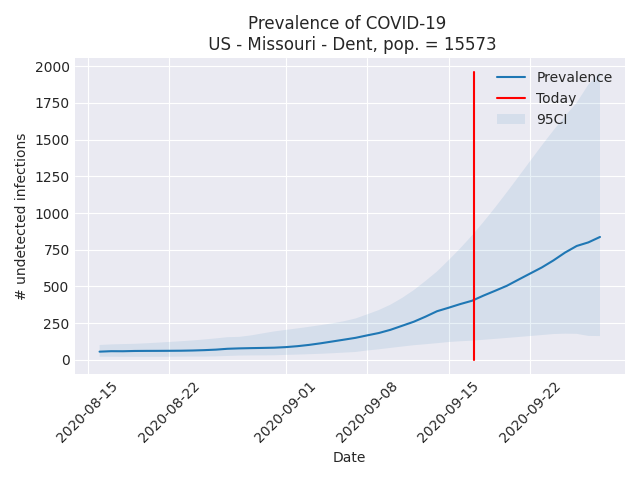 Prevalence of COVID-19
US - Missouri - Dent, pop. = 15573
Prevalence
Today
95CI
# undetected infections
2000
1750
1500
1250
1000
750
500
250
0
2020-08-15
2020-08-22
2020-09-01
2020-09-08
2020-09-15
2020-09-22
Date